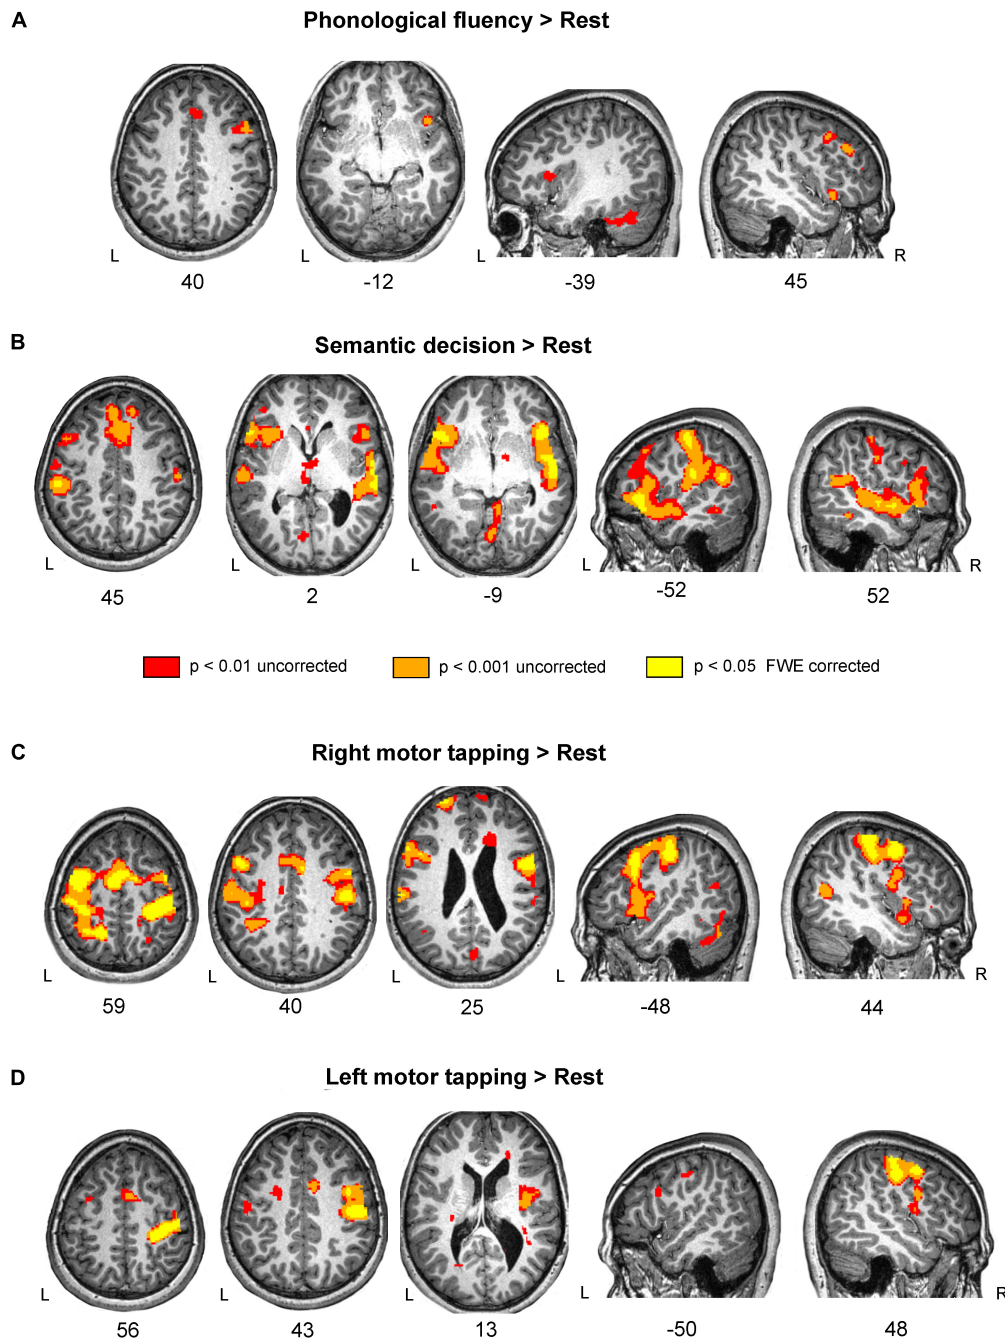 A
Phonological fluency > Rest
L
L
L
R
40
-12
-39
45
B
Semantic decision > Rest
L
L
L
L
R
45
2
-9
-52
52
p < 0.01 uncorrected
p < 0.001 uncorrected
p < 0.05 FWE corrected
C
Right motor tapping > Rest
L
L
L
L
R
59
40
25
-48
44
D
Left motor tapping > Rest
L
L
L
L
R
56
43
13
-50
48